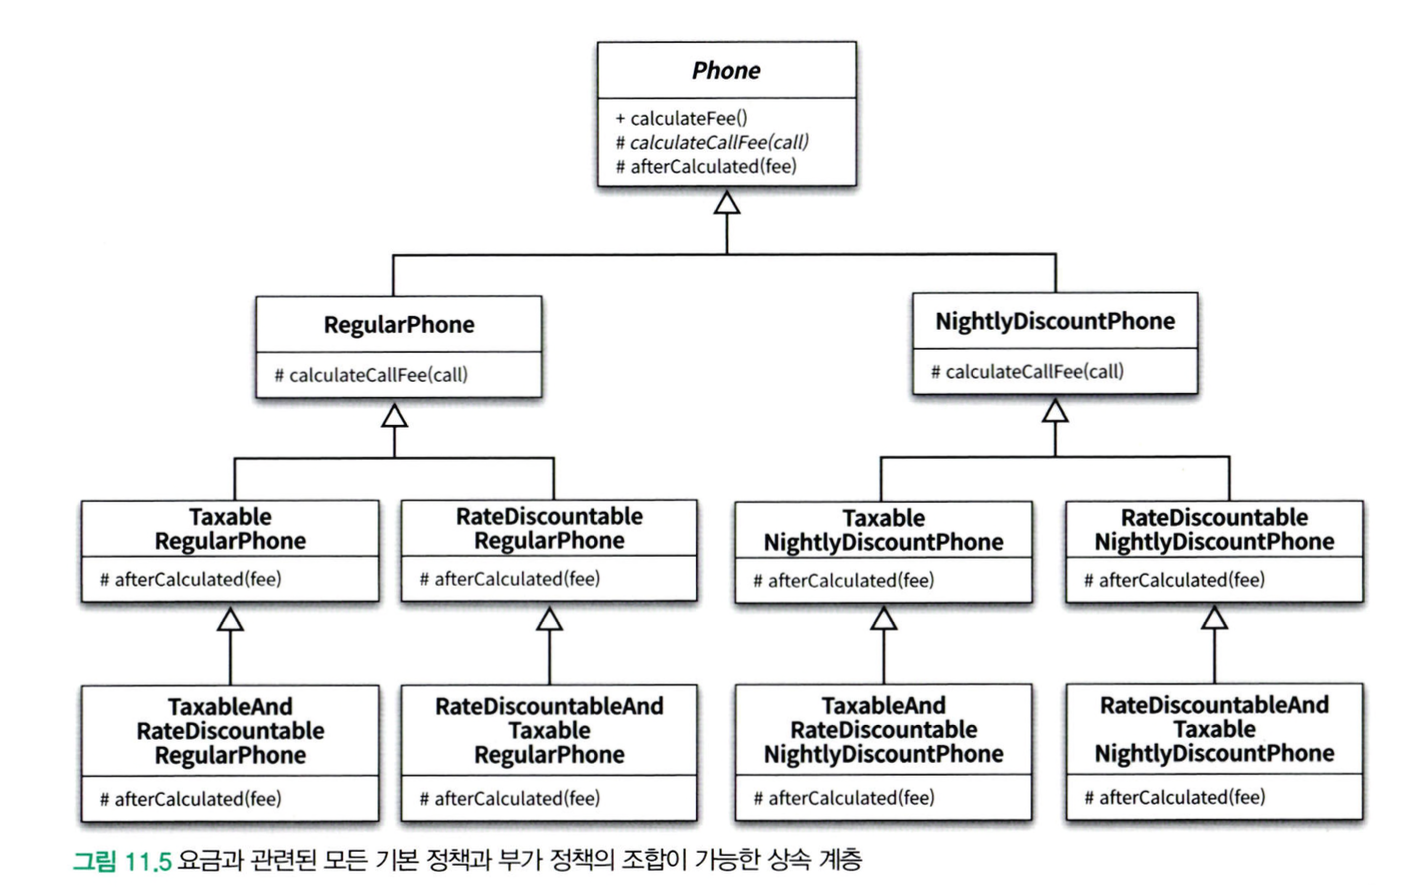 Phone
+ calculateFee()
# calculateCallFee(call)
# afterCalculated(fee)
RegularPhone
# calculateCallFee(call)
NightlyDiscountPhone
# calculateCallFee(call)
Taxable
RegularPhone
# afterCalculated(fee)
RateDiscountable
RegularPhone
# afterCalculated(fee)
Taxable
NightlyDiscountPhone
# afterCalculated(fee)
RateDiscountable
NightlyDiscountPhone
# afterCalculated(fee)
TaxableAnd
RateDiscountable
RegularPhone
# afterCalculated(fee)
RateDiscountableAnd
Taxable
RegularPhone
# afterCalculated(fee)
TaxableAnd
RateDiscountable
NightlyDiscountPhone
# afterCalculated(fee)
RateDiscountableAnd
Taxable
NightlyDiscountPhone
# afterCalculated(fee)
그림 11.5 요금과 관련된 모든 기본 정책과 부가 정책의 조합이 가능한 상속 계층